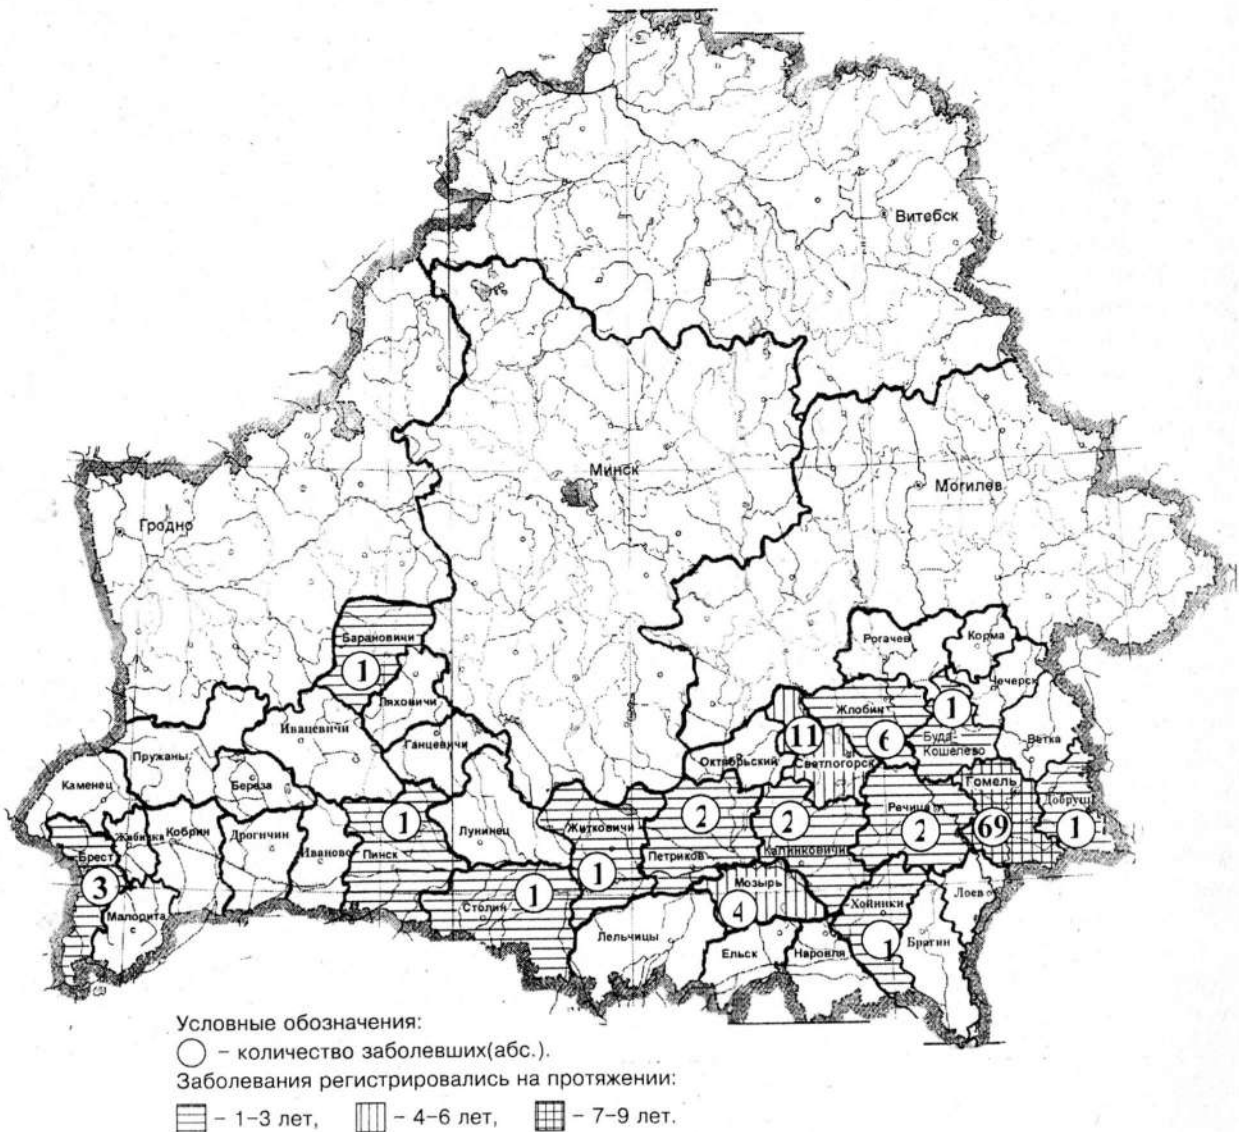 Витебск
Минск
Могилев
Гродно
Барановичи
1
Ляховичи
Ивацевичи
Ганцевичи
Пружаны
Береза
Каменец
Жабинка
Кобрин
Дрогичин
Иваново
Пинск
1
Лунинец
Брест
3
Малорита
Столин
1
Житковичи
1
Петриков
2
Лельчицы
Рогачев
Корма
Чечерск
Жлобин
6
1
Буда-
Кошелево
Ветка
11
Светлогорск
Октябрьский
2
Калинковичи
Речица
2
Гомель
69
Добруш
1
Мозырь
4
Хойники
1
Лоев
Брагин
Ельск
Наровля
Условные обозначения:
– количество заболевших(абс.).
Заболевания регистрировались на протяжении:
– 1–3 лет, – 4–6 лет, – 7–9 лет.